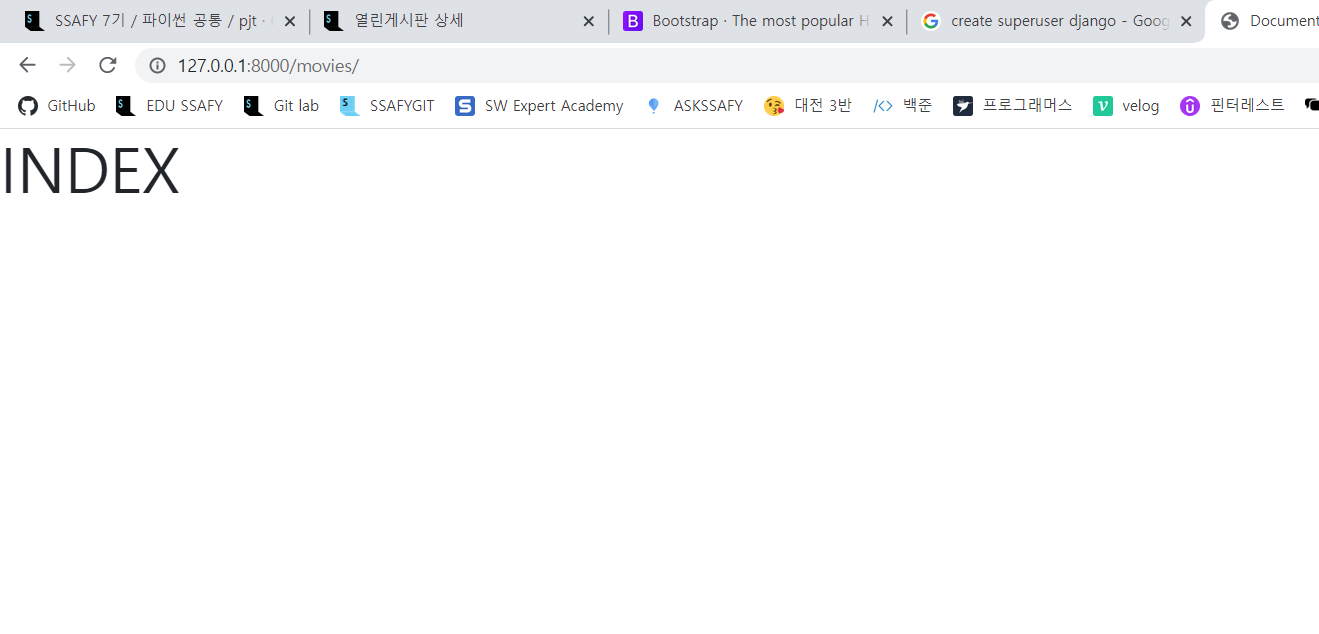 SSAFY 7기 / 파이썬 공통 / pjt · 열린게시판 상세 Bootstrap · The most popular H create superuser django - Goog Document
127.0.0.1:8000/movies/
GitHub EDU SSAFY Git lab SSAFYGIT SW Expert Academy ASKSSAFY 대전 3반 백준 프로그래머스 velog 핀터레스트
INDEX